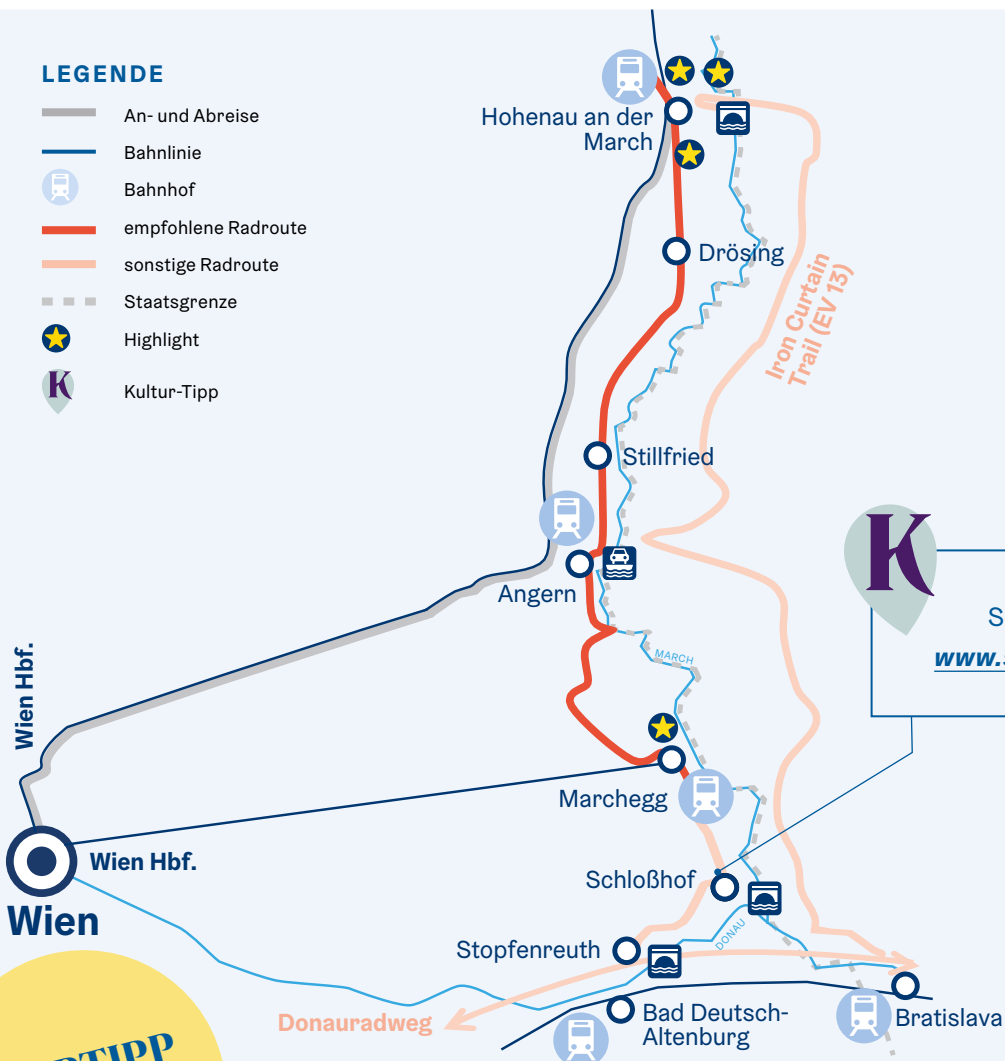 LEGENDE
An- und Abreise
Bahnlinie
Bahnhof
empfohlene Radroute
sonstige Radroute
Staatsgrenze
Highlight
K
Kultur-Tipp
Hohenau an der
March
Drösing
Iron Curtain
Trail (EV 13)
Stillfried
Angern
K
S
www.s
MARCH
Wien Hbf.
Marchegg
Wien Hbf.
Wien
Schloßhof
DONAU
Stopfenreuth
Donauradweg
Bad Deutsch-
Altenburg
Bratislava